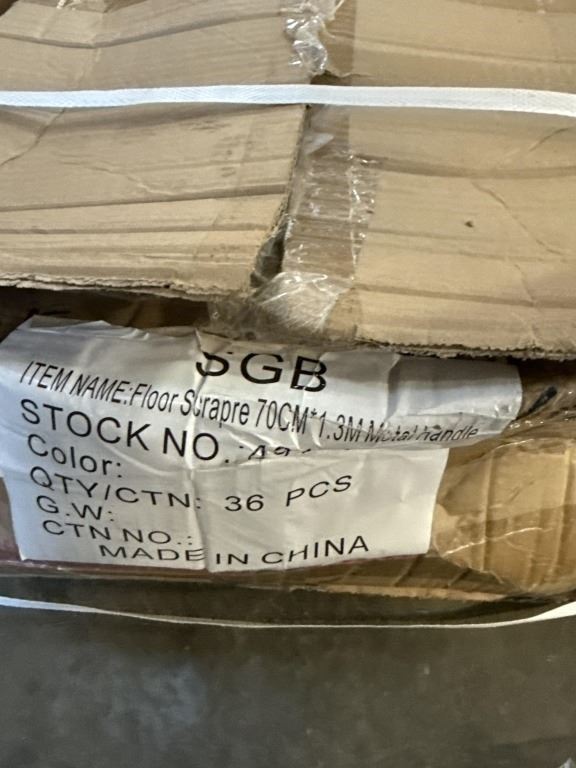 SGB
ITEM NAME:Floor Scrapre 70CM*1.3M Metal Handle
STOCK NO.:
Color:
QTY/CTN: 36 PCS
G.W:
CTN NO.:
MADE IN CHINA